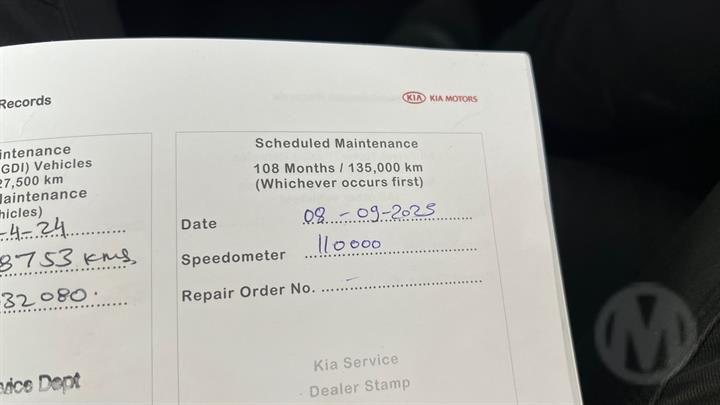 Records
KIA KIA MOTORS
intenance
GDI) Vehicles
27,500 km
Maintenance
hicles)
-4-24
8753 kms
32080.
vice Dept
Scheduled Maintenance
108 Months / 135,000 km
(Whichever occurs first)
Date 08-09-2025
Speedometer 110000
Repair Order No. –
Kia Service
Dealer Stamp
M